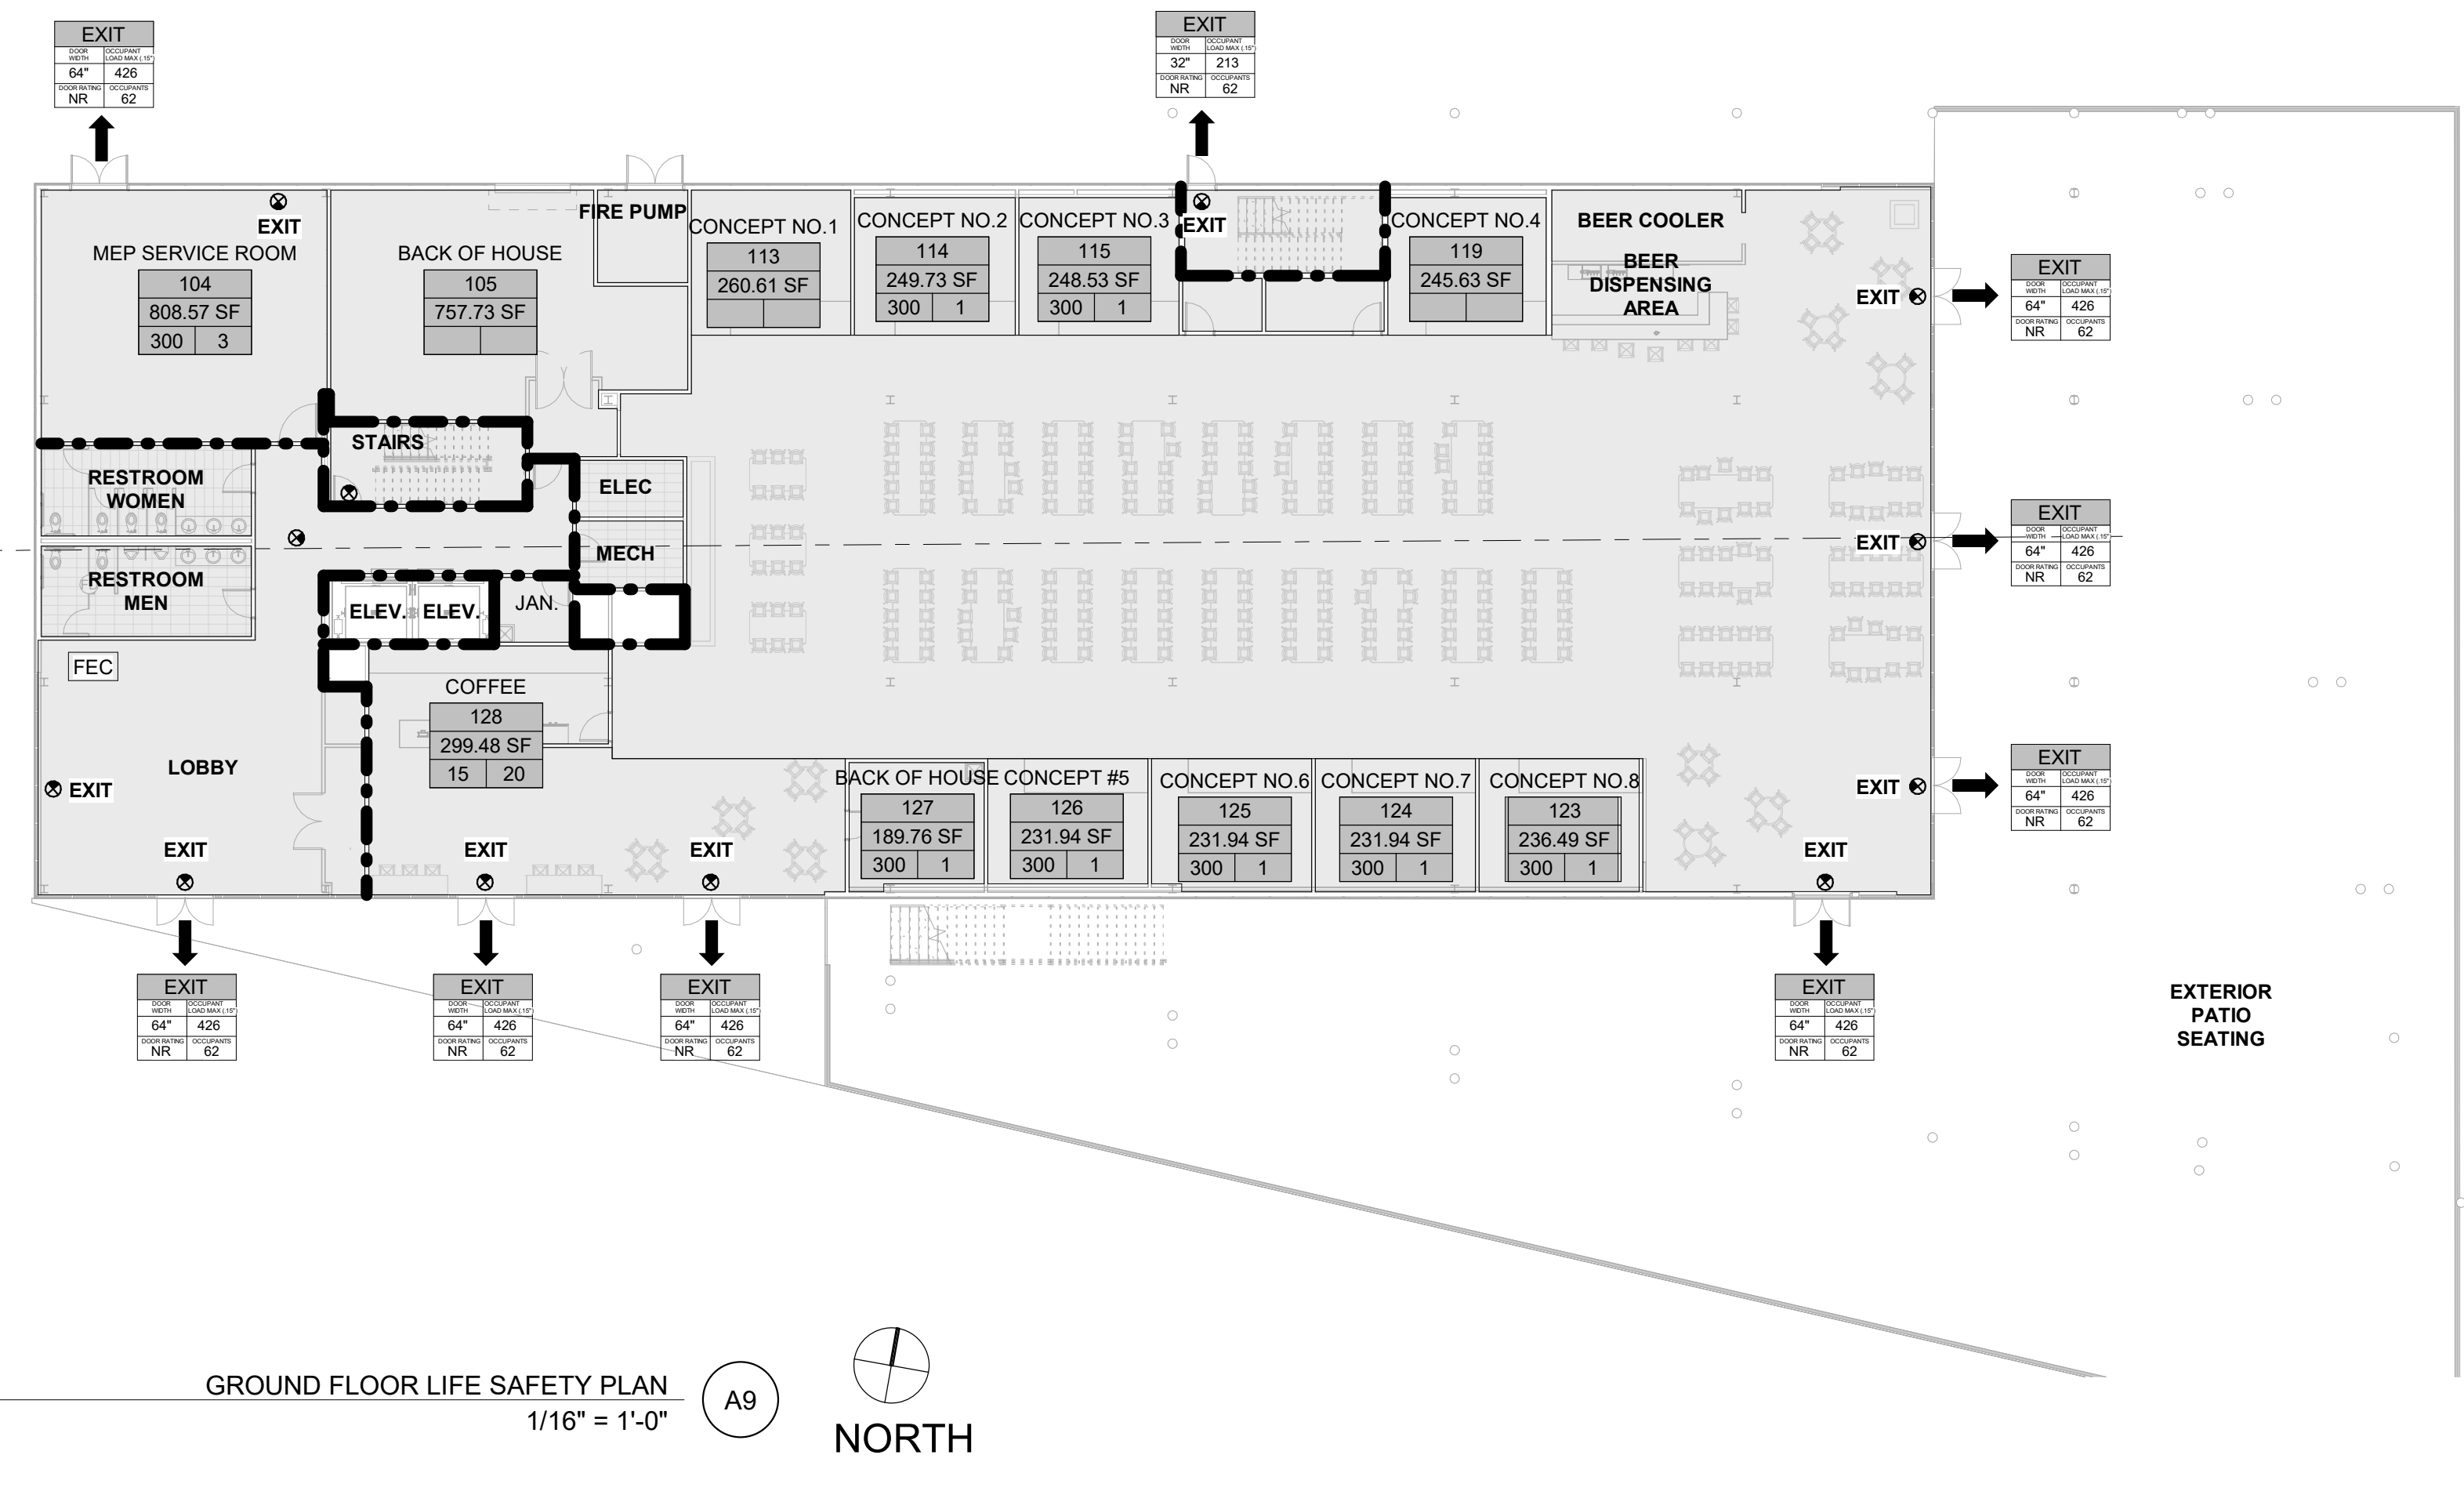 EXIT
DOOR WIDTH OCCUPANT LOAD MAX (.15")
64" 426
DOOR RATING OCCUPANTS
NR 62
EXIT
DOOR WIDTH OCCUPANT LOAD MAX (.15")
32" 213
DOOR RATING OCCUPANTS
NR 62
EXIT
MEP SERVICE ROOM
104
808.57 SF
300 3
BACK OF HOUSE
105
757.73 SF
FIRE PUMP
CONCEPT NO.1
113
260.61 SF
CONCEPT NO.2
114
249.73 SF
300 1
CONCEPT NO.3
115
248.53 SF
300 1
EXIT
CONCEPT NO.4
119
245.63 SF
BEER COOLER
BEER
DISPENSING
AREA
EXIT
EXIT
DOOR WIDTH OCCUPANT LOAD MAX (.15")
64" 426
DOOR RATING OCCUPANTS
NR 62
STAIRS
RESTROOM
WOMEN
ELEC
MECH
RESTROOM
MEN
ELEV.
ELEV.
JAN.
EXIT
EXIT
DOOR WIDTH OCCUPANT LOAD MAX (.15")
64" 426
DOOR RATING OCCUPANTS
NR 62
FEC
COFFEE
128
299.48 SF
15 20
LOBBY
EXIT
EXIT
EXIT
EXIT
BACK OF HOUSE
127
189.76 SF
300 1
CONCEPT #5
126
231.94 SF
300 1
CONCEPT NO.6
125
231.94 SF
300 1
CONCEPT NO.7
124
231.94 SF
300 1
CONCEPT NO.8
123
236.49 SF
300 1
EXIT
EXIT
DOOR WIDTH OCCUPANT LOAD MAX (.15")
64" 426
DOOR RATING OCCUPANTS
NR 62
EXIT
EXIT
DOOR WIDTH OCCUPANT LOAD MAX (.15")
64" 426
DOOR RATING OCCUPANTS
NR 62
EXIT
DOOR WIDTH OCCUPANT LOAD MAX (.15")
64" 426
DOOR RATING OCCUPANTS
NR 62
EXIT
DOOR WIDTH OCCUPANT LOAD MAX (.15")
64" 426
DOOR RATING OCCUPANTS
NR 62
EXIT
DOOR WIDTH OCCUPANT LOAD MAX (.15")
64" 426
DOOR RATING OCCUPANTS
NR 62
EXTERIOR
PATIO
SEATING
GROUND FLOOR LIFE SAFETY PLAN
1/16" = 1'-0"
A9
NORTH